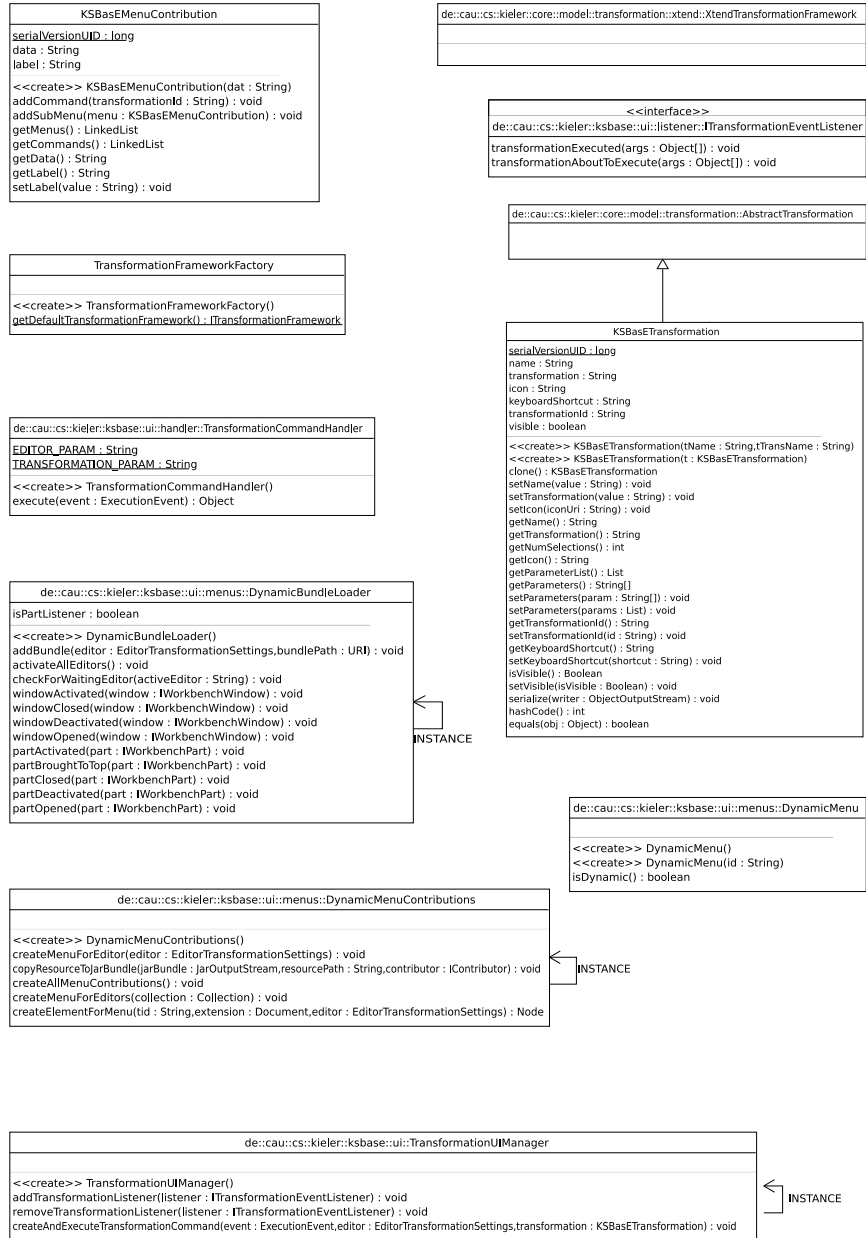 KSBasEMenuContribution
serialVersionUID : long
data : String
label : String
<<create>> KSBasEMenuContribution(dat : String)
addCommand(transformationId : String) : void
addSubMenu(menu : KSBasEMenuContribution) : void
getMenus() : LinkedList
getCommands() : LinkedList
getData() : String
getLabel() : String
setLabel(value : String) : void
de::cau::cs::kieler::core::model::transformation::xtend::XtendTransformationFramework
<<interface>>
de::cau::cs::kieler::ksbase::ui::listener::ITransformationEventListener
transformationExecuted(args : Object[]) : void
transformationAboutToExecute(args : Object[]) : void
de::cau::cs::kieler::core::model::transformation::AbstractTransformation
TransformationFrameworkFactory
<<create>> TransformationFrameworkFactory()
getDefaultTransformationFramework() : ITransformationFramework
KSBasETransformation
serialVersionUID : long
name : String
transformation : String
icon : String
keyboardShortcut : String
transformationId : String
visible : boolean
<<create>> KSBasETransformation(tName : String,tTransName : String)
<<create>> KSBasETransformation(t : KSBasETransformation)
clone() : KSBasETransformation
setName(value : String) : void
setTransformation(value : String) : void
setIcon(iconUri : String) : void
getName() : String
getTransformation() : String
getNumSelections() : int
getIcon() : String
getParameterList() : List
getParameters() : String[]
setParameters(param : String[]) : void
setParameters(params : List) : void
getTransformationId() : String
setTransformationId(id : String) : void
getKeyboardShortcut() : String
setKeyboardShortcut(shortcut : String) : void
isVisible() : Boolean
setVisible(isVisible : Boolean) : void
serialize(writer : ObjectOutputStream) : void
hashCode() : int
equals(obj : Object) : boolean
de::cau::cs::kieler::ksbase::ui::handler::TransformationCommandHandler
EDITOR_PARAM : String
TRANSFORMATION_PARAM : String
<<create>> TransformationCommandHandler()
execute(event : ExecutionEvent) : Object
de::cau::cs::kieler::ksbase::ui::menus::DynamicBundleLoader
isPartListener : boolean
<<create>> DynamicBundleLoader()
addBundle(editor : EditorTransformationSettings,bundlePath : URI) : void
activateAllEditors() : void
checkForWaitingEditor(activeEditor : String) : void
windowActivated(window : IWorkbenchWindow) : void
windowClosed(window : IWorkbenchWindow) : void
windowDeactivated(window : IWorkbenchWindow) : void
windowOpened(window : IWorkbenchWindow) : void
partActivated(part : IWorkbenchPart) : void
partBroughtToTop(part : IWorkbenchPart) : void
partClosed(part : IWorkbenchPart) : void
partDeactivated(part : IWorkbenchPart) : void
partOpened(part : IWorkbenchPart) : void
INSTANCE
de::cau::cs::kieler::ksbase::ui::menus::DynamicMenu
<<create>> DynamicMenu()
<<create>> DynamicMenu(id : String)
isDynamic() : boolean
de::cau::cs::kieler::ksbase::ui::menus::DynamicMenuContributions
<<create>> DynamicMenuContributions()
createMenuForEditor(editor : EditorTransformationSettings) : void
copyResourceToJarBundle(jarBundle : JarOutputStream,resourcePath : String,contributor : IContributor) : void
createAllMenuContributions() : void
createMenuForEditors(collection : Collection) : void
createElementForMenu(tid : String,extension : Document,editor : EditorTransformationSettings) : Node
INSTANCE
de::cau::cs::kieler::ksbase::ui::TransformationUIManager
<<create>> TransformationUIManager()
addTransformationListener(listener : ITransformationEventListener) : void
removeTransformationListener(listener : ITransformationEventListener) : void
createAndExecuteTransformationCommand(event : ExecutionEvent,editor : EditorTransformationSettings,transformation : KSBasETransformation) : void
INSTANCE